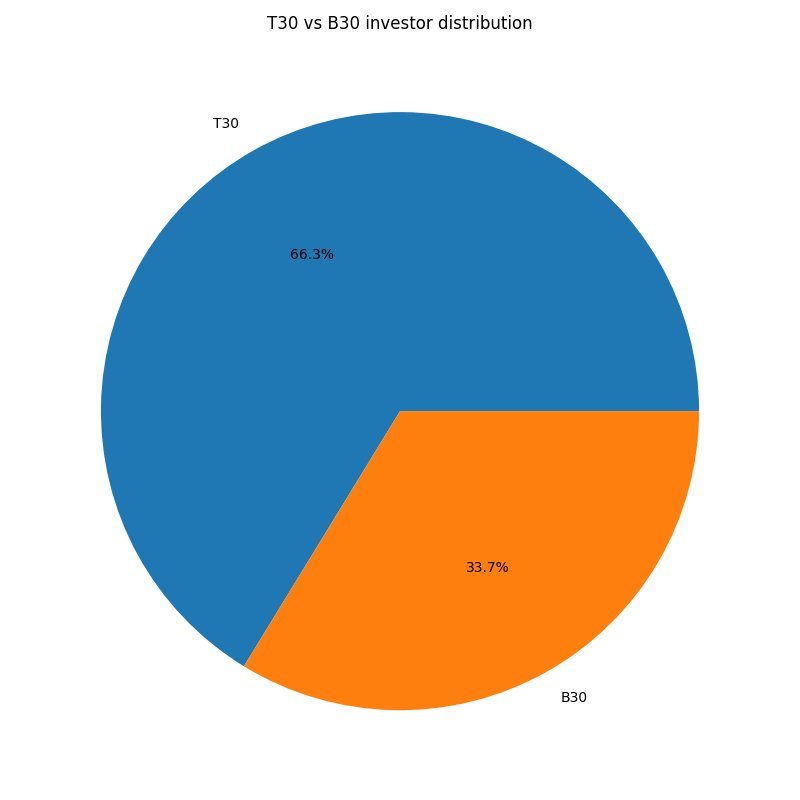 T30 vs B30 investor distribution
T30
66.3%
33.7%
B30